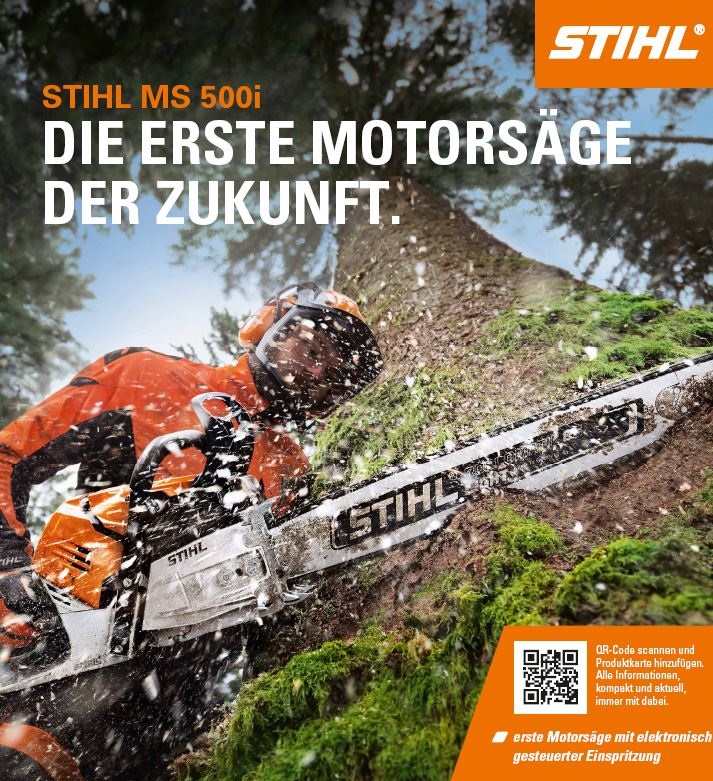 STIHL®
STIHL MS 500i
DIE ERSTE MOTORSÄGE
DER ZUKUNFT.
STIHL
STIHL
STIHL
QR-Code scannen und
Produktkarte hinzufügen.
Alle Informationen,
kompakt und aktuell,
immer mit dabei.
erste Motorsäge mit elektronisch
gesteuerter Einspritzung